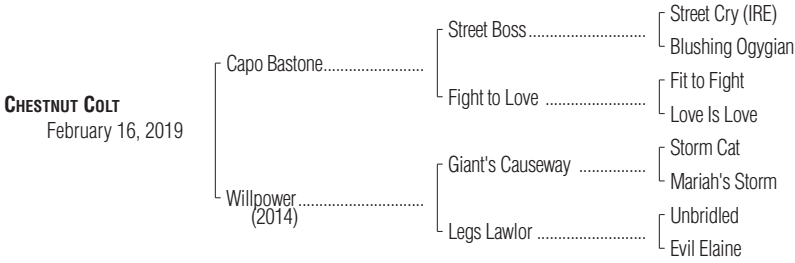 Street Cry (IRE)
Street Boss
Blushing Ogygian
Capo Bastone
Fit to Fight
Fight to Love
Love Is Love
CHESTNUT COLT
February 16, 2019
Storm Cat
Giant's Causeway
Mariah's Storm
Willpower
(2014)
Unbridled
Legs Lawlor
Evil Elaine